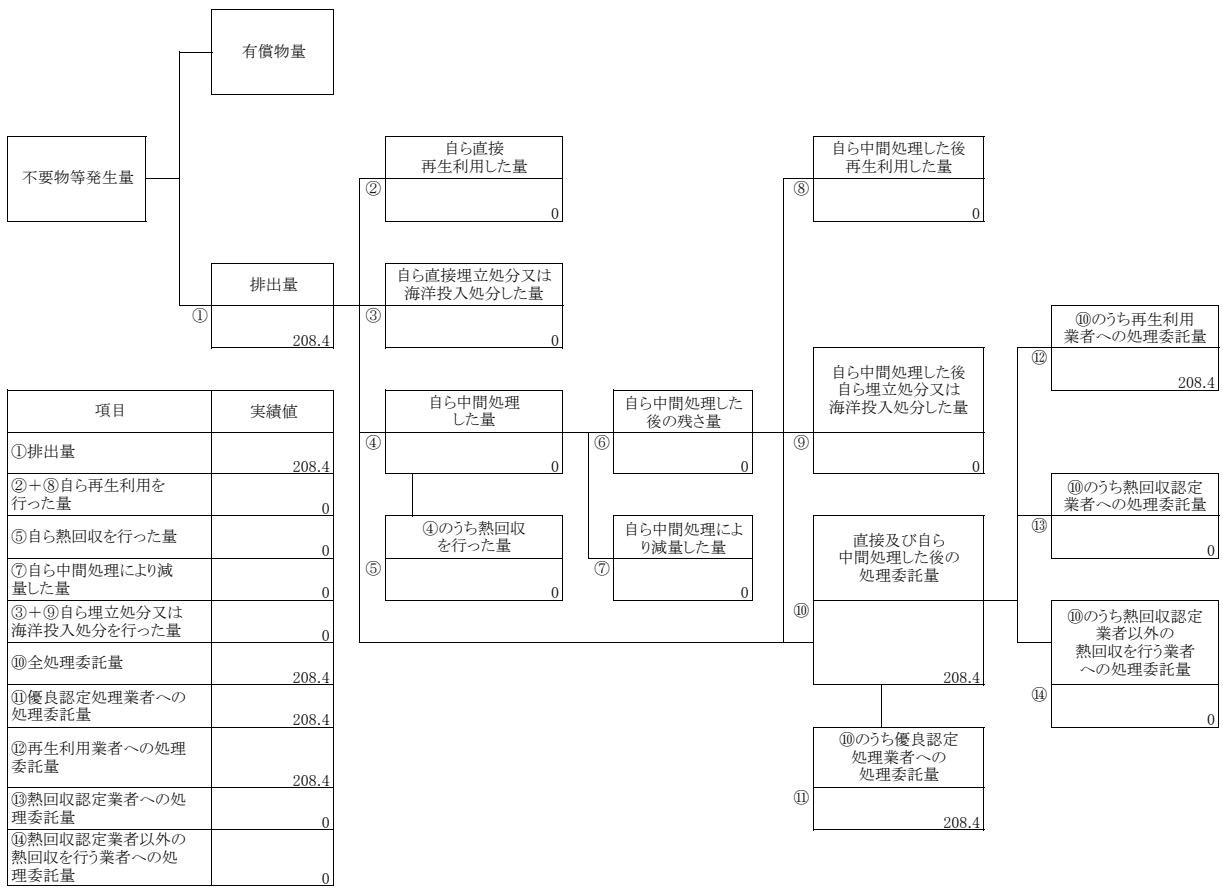 有償物量
不要物等発生量
自ら直接
再生利用した量
②
0
自ら中間処理した後
再生利用した量
⑧
0
排出量
①
208.4
自ら直接埋立処分又は
海洋投入処分した量
③
0
⑩のうち再生利用
業者への処理委託量
⑫
208.4
自ら中間処理
した量
④
0
自ら中間処理した
後の残さ量
⑥
0
自ら中間処理した後
自ら埋立処分又は
海洋投入処分した量
⑨
0
⑩のうち熱回収認定
業者への処理委託量
⑬
0
④のうち熱回収
を行った量
⑤
0
自ら中間処理によ
り減量した量
⑦
0
直接及び自ら
中間処理した後の
処理委託量
⑩
208.4
⑩のうち熱回収認定
業者以外の
熱回収を行う業者
への処理委託量
⑭
0
⑩のうち優良認定
処理業者への
処理委託量
⑪
208.4
項目 実績値
①排出量
208.4
②+⑧自ら再生利用を
行った量
0
⑤自ら熱回収を行った量
0
⑦自ら中間処理により減
量した量
0
③+⑨自ら埋立処分又は
海洋投入処分を行った量
0
⑩全処理委託量
208.4
⑪優良認定処理業者への
処理委託量
208.4
⑫再生利用業者への処理
委託量
208.4
⑬熱回収認定業者への処
理委託量
0
⑭熱回収認定業者以外の
熱回収を行う業者への処
理委託量
0